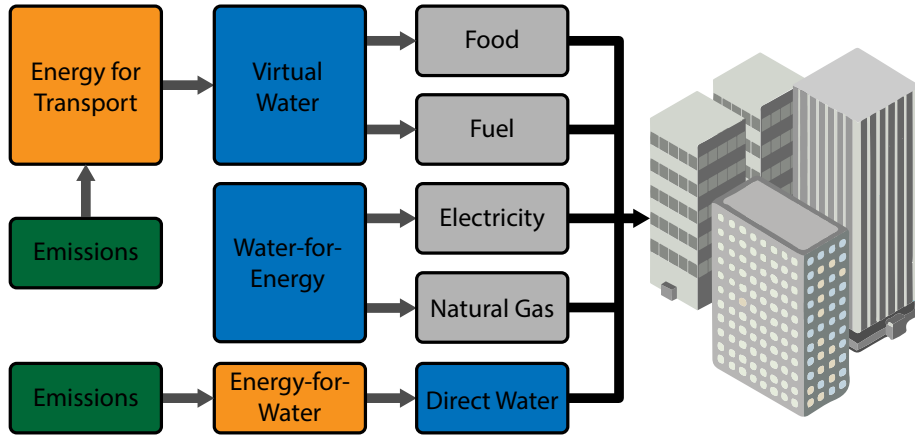 Energy for
Transport
Virtual
Water
Food
Fuel
Emissions
Water-for-
Energy
Electricity
Natural Gas
Emissions
Energy-for-
Water
Direct Water